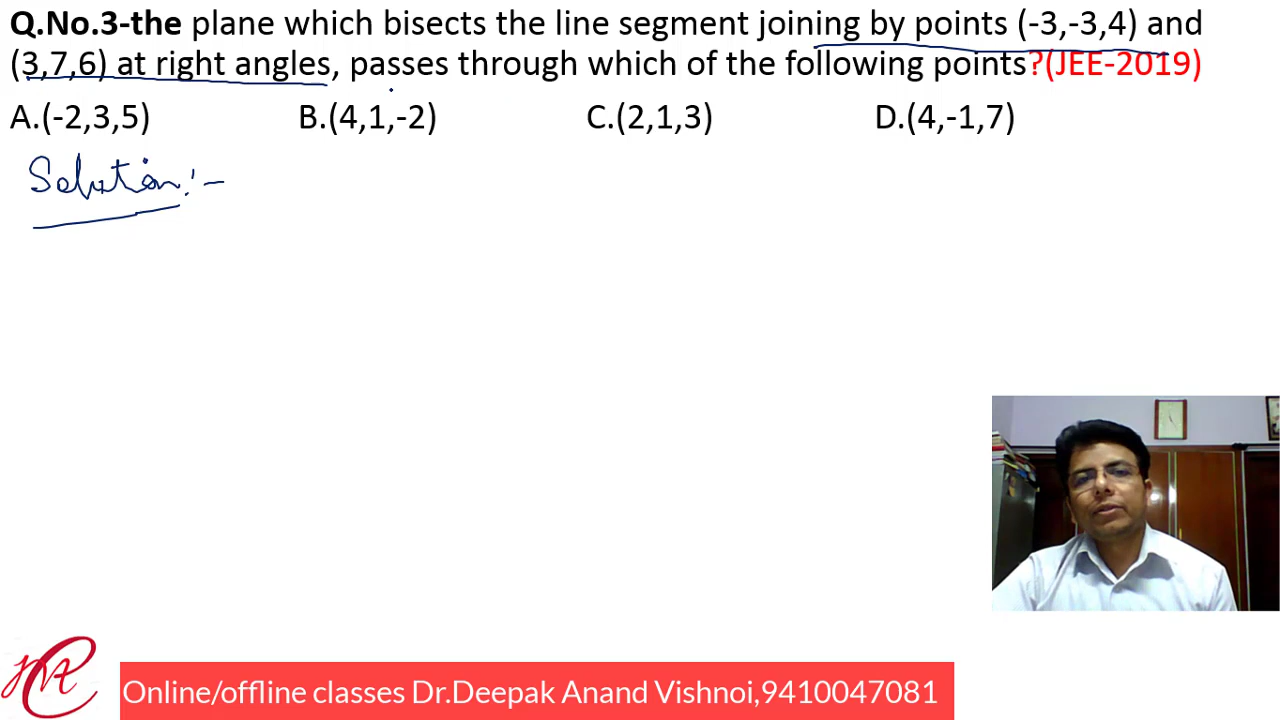 Q.No.3-the plane which bisects the line segment joining by points (-3,-3,4) and
(3,7,6) at right angles, passes through which of the following points?(JEE-2019)
A.(-2,3,5) B.(4,1,-2) C.(2,1,3) D.(4,-1,7)
Solution:-
Online/offline classes Dr.Deepak Anand Vishnoi,9410047081